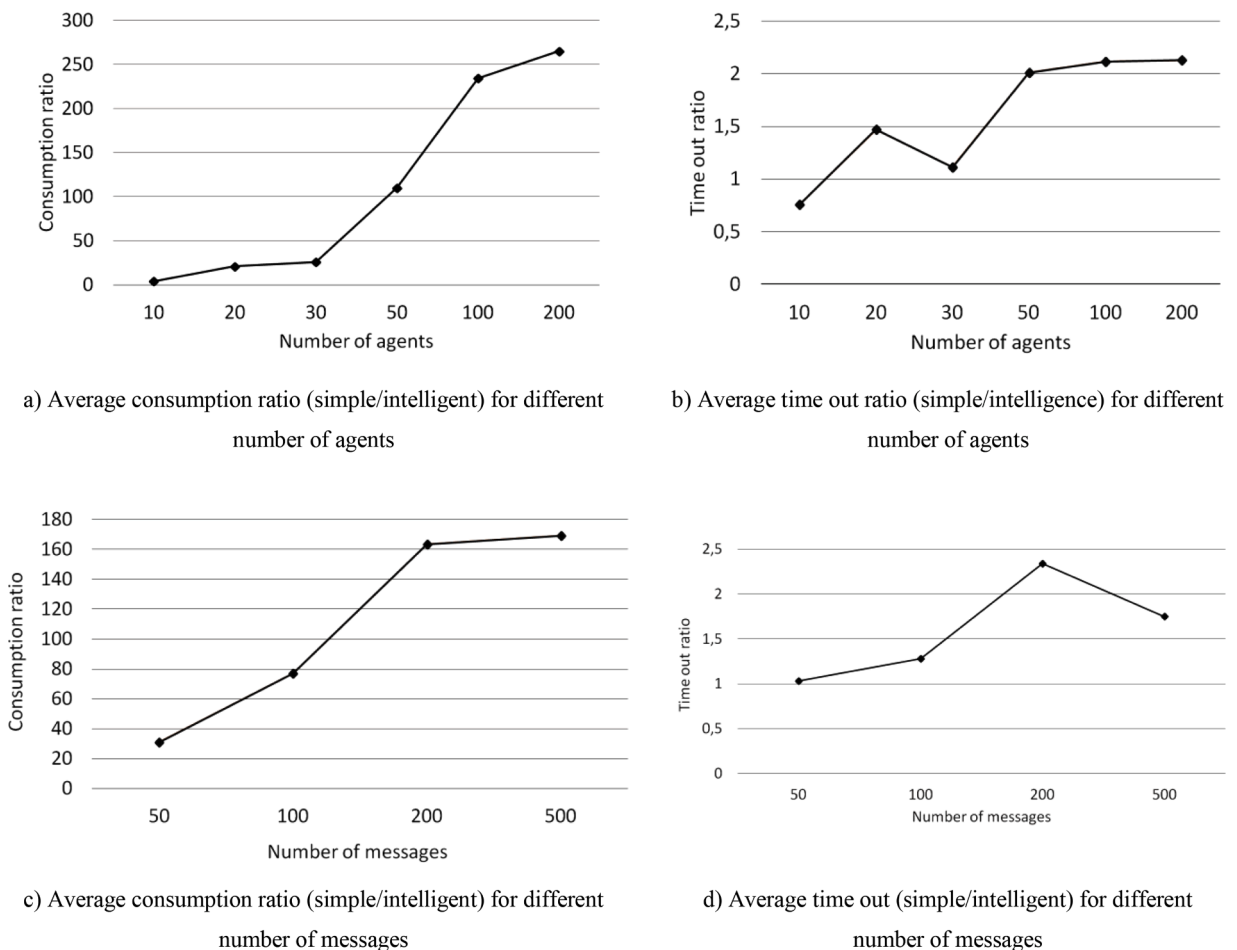 300
250
200
150
100
50
0
Consumption ratio
10 20 30 50 100 200
Number of agents
a) Average consumption ratio (simple/intelligent) for different
number of agents
2,5
2
1,5
1
0,5
0
Time out ratio
10 20 30 50 100 200
Number of agents
b) Average time out ratio (simple/intelligence) for different
number of agents
180
160
140
120
100
80
60
40
20
0
Consumption ratio
50 100 200 500
Number of messages
c) Average consumption ratio (simple/intelligent) for different
number of messages
2,5
2
1,5
1
0,5
0
Time out ratio
50 100 200 500
Number of messages
d) Average time out (simple/intelligent) for different
number of messages